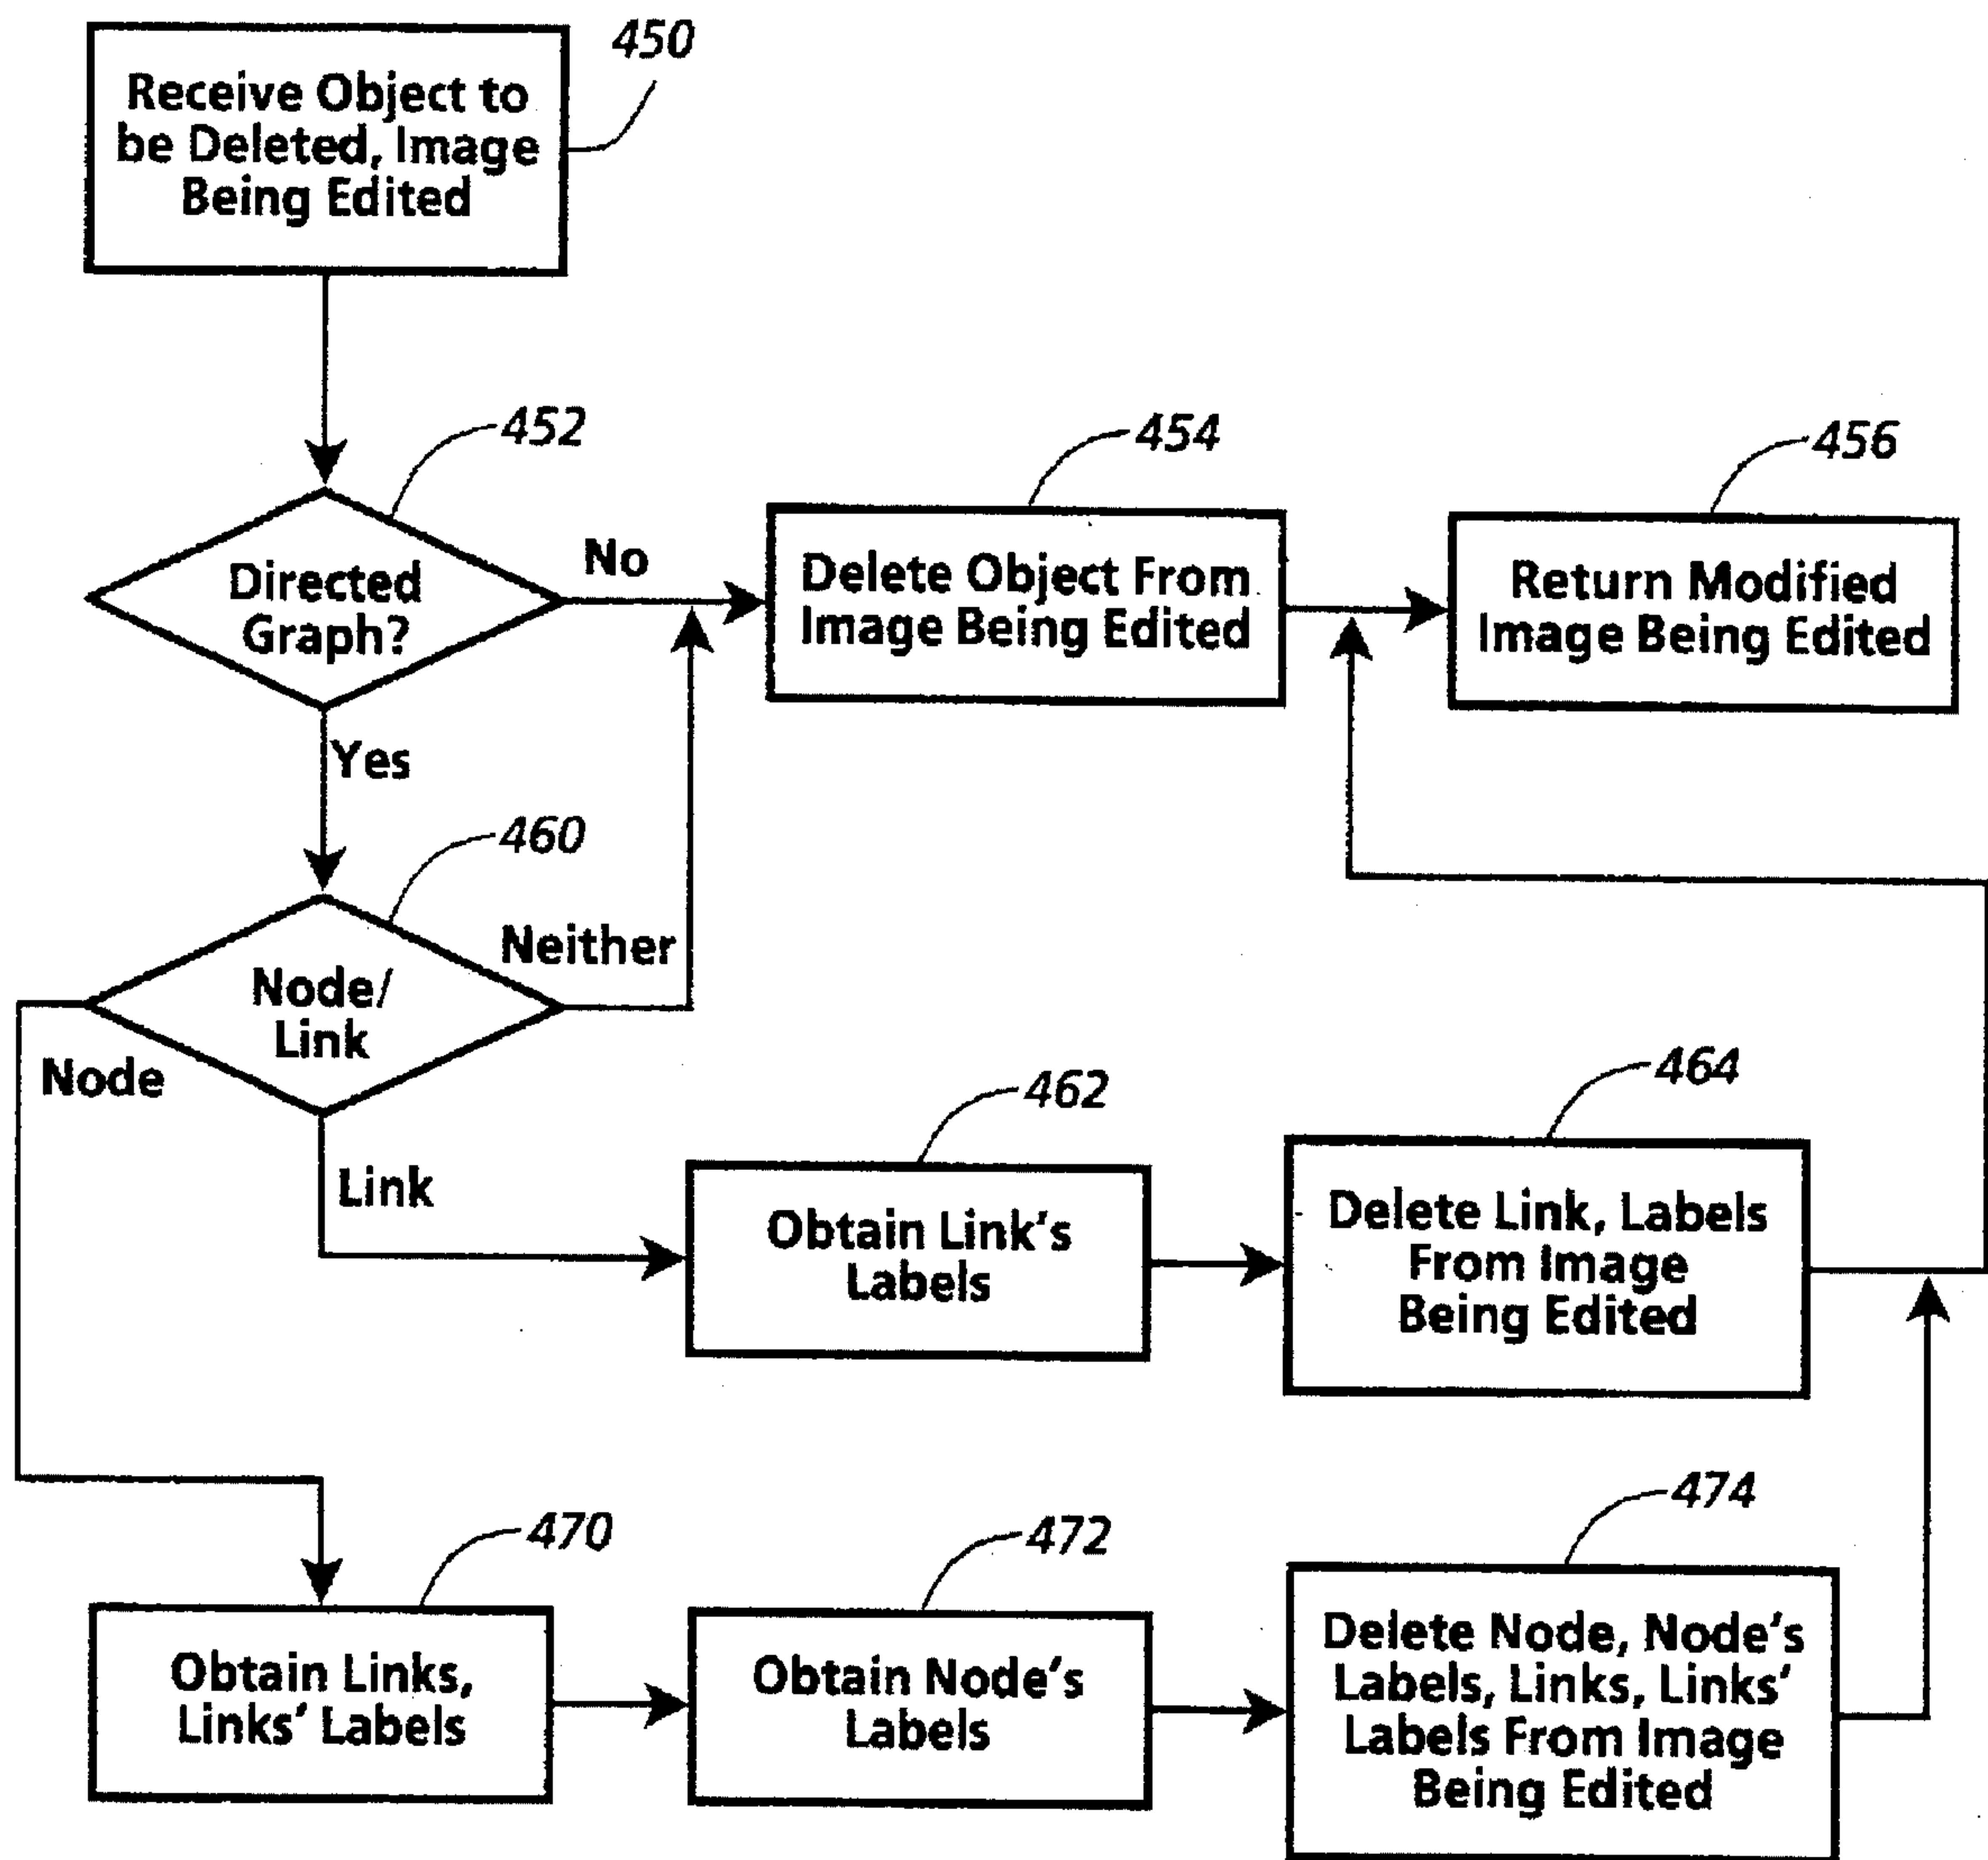 450
Receive Object to
be Deleted, Image
Being Edited
452
Directed
Graph?
No
Yes
454
Delete Object From
Image Being Edited
456
Return Modified
Image Being Edited
460
Node/
Link
Neither
Node
Link
462
Obtain Link's
Labels
464
Delete Link, Labels
From Image
Being Edited
470
Obtain Links,
Links' Labels
472
Obtain Node's
Labels
474
Delete Node, Node's
Labels, Links, Links'
Labels From Image
Being Edited